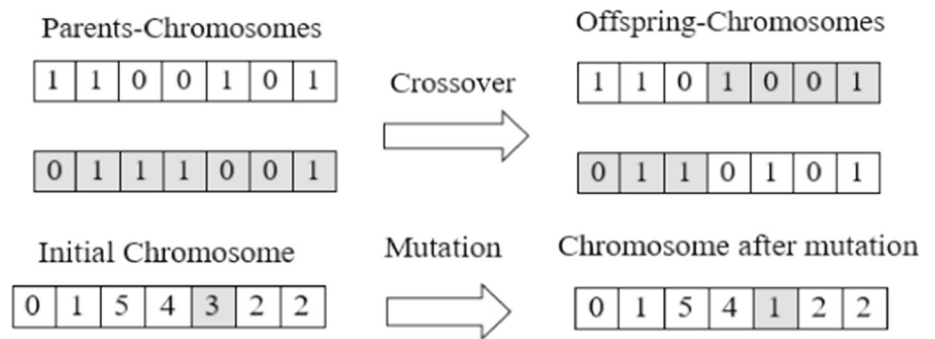 Parents-Chromosomes
Offspring-Chromosomes
1 1 0 0 1 0 1
Crossover
1 1 0 1 0 0 1
0 1 1 1 0 0 1
0 1 1 0 1 0 1
Initial Chromosome
Mutation
Chromosome after mutation
0 1 5 4 3 2 2
0 1 5 4 1 2 2